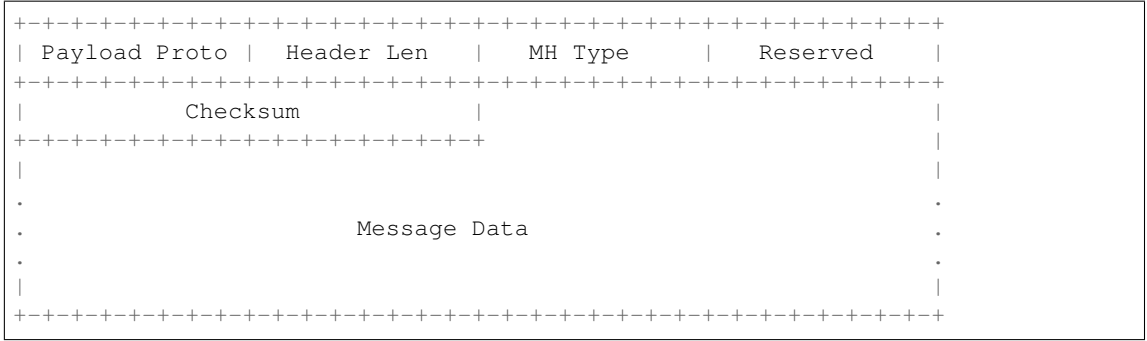 +-+-+-+-+-+-+-+-+-+-+-+-+-+-+-+-+-+-+-+-+-+-+-+-+-+-+-+-+-+-+-+-+
| Payload Proto | Header Len | MH Type | Reserved |
+-+-+-+-+-+-+-+-+-+-+-+-+-+-+-+-+-+-+-+-+-+-+-+-+-+-+-+-+-+-+-+-+
| Checksum | |
+-+-+-+-+-+-+-+-+-+-+-+-+-+-+-+-+ |
| |
. .
. Message Data .
. .
| |
+-+-+-+-+-+-+-+-+-+-+-+-+-+-+-+-+-+-+-+-+-+-+-+-+-+-+-+-+-+-+-+-+